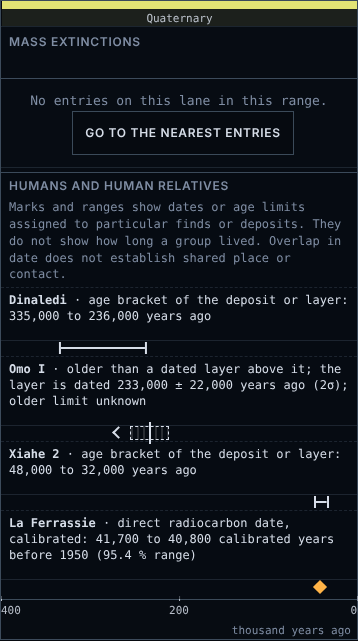 Quaternary
MASS EXTINCTIONS
No entries on this lane in this range.
GO TO THE NEAREST ENTRIES
HUMANS AND HUMAN RELATIVES
Marks and ranges show dates or age limits
assigned to particular finds or deposits. They
do not show how long a group lived. Overlap in
date does not establish shared place or
contact.
Dinaledi · age bracket of the deposit or layer:
335,000 to 236,000 years ago
Omo I · older than a dated layer above it; the
layer is dated 233,000 ± 22,000 years ago (2σ);
older limit unknown
Xiahe 2 · age bracket of the deposit or layer:
48,000 to 32,000 years ago
La Ferrassie · direct radiocarbon date,
calibrated: 41,700 to 40,800 calibrated years
before 1950 (95.4 % range)
400 200 0
thousand years ago